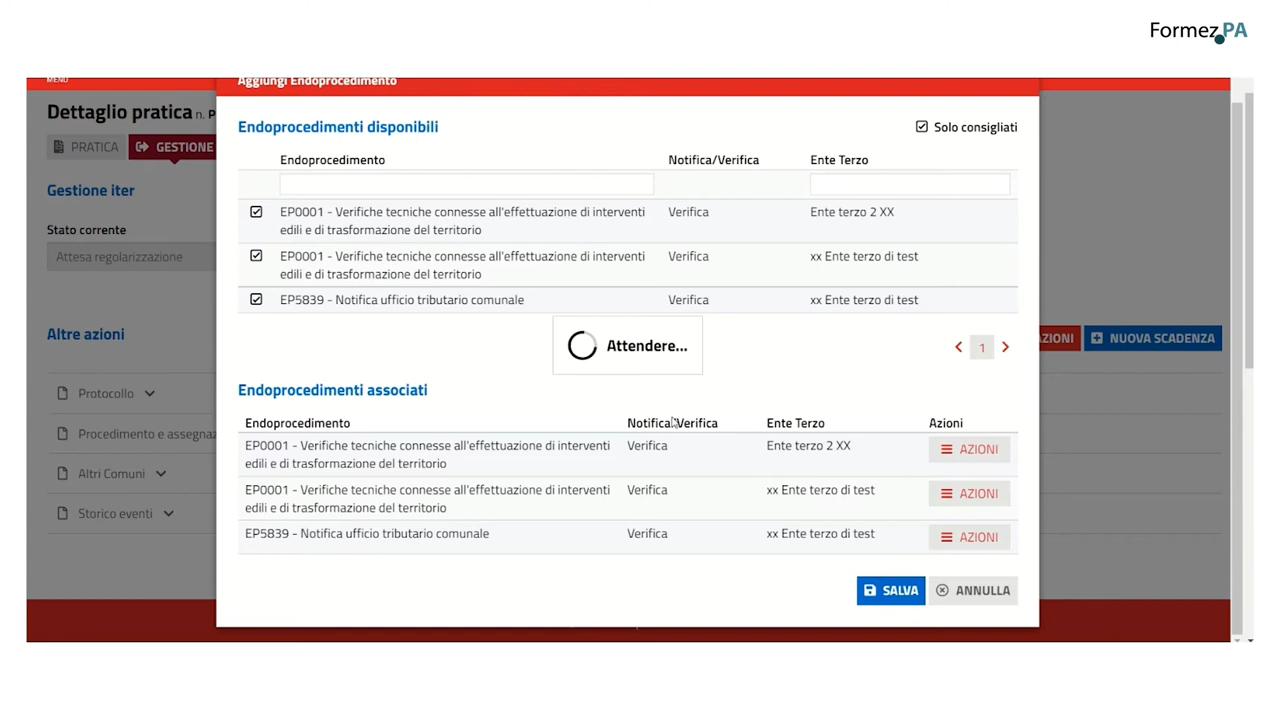 Formez PA
MENU
Aggiungi Endoprocedimento
Dettaglio pratica n. P
PRATICA
GESTIONE
Gestione iter
Stato corrente
Attesa regolarizzazione
Altre azioni
Protocollo
Procedimento e assegnaz
Altri Comuni
Storico eventi
Endoprocedimenti disponibili
Solo consigliati
Endoprocedimento Notifica/Verifica Ente Terzo
EP0001 - Verifiche tecniche connesse all'effettuazione di interventi Verifica Ente terzo 2 XX
edili e di trasformazione del territorio
EP0001 - Verifiche tecniche connesse all'effettuazione di interventi Verifica xx Ente terzo di test
edili e di trasformazione del territorio
EP5839 - Notifica ufficio tributario comunale Verifica xx Ente terzo di test
Attendere...
1
ZIONI
NUOVA SCADENZA
Endoprocedimenti associati
Endoprocedimento Notifica/Verifica Ente Terzo Azioni
EP0001 - Verifiche tecniche connesse all'effettuazione di interventi Verifica Ente terzo 2 XX AZIONI
edili e di trasformazione del territorio
EP0001 - Verifiche tecniche connesse all'effettuazione di interventi Verifica xx Ente terzo di test AZIONI
edili e di trasformazione del territorio
EP5839 - Notifica ufficio tributario comunale Verifica xx Ente terzo di test AZIONI
SALVA
ANNULLA